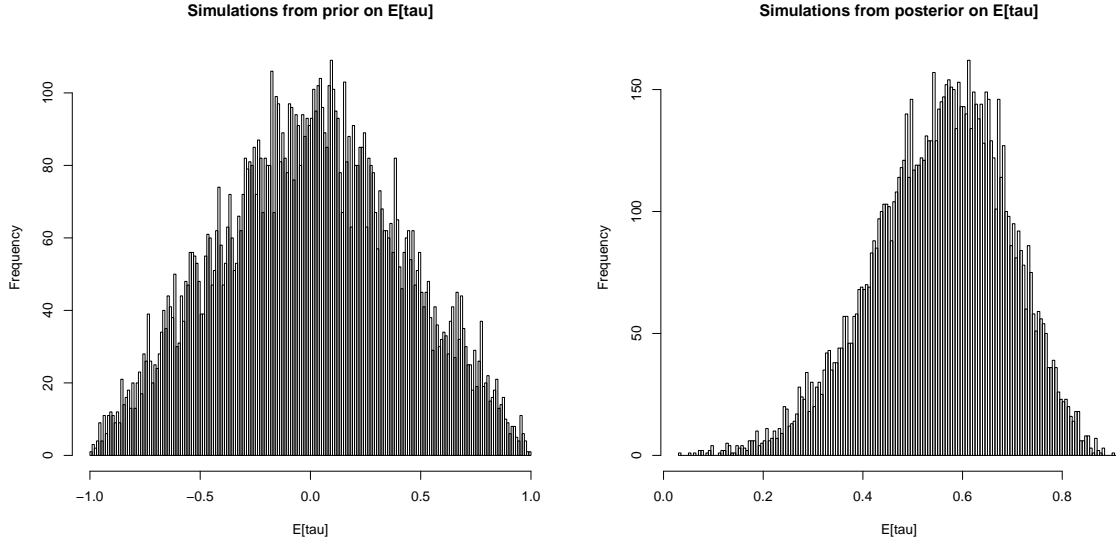 Simulations from prior on E[tau]
Frequency
100
80
60
40
20
0
−1.0 −0.5 0.0 0.5 1.0
E[tau]
Simulations from posterior on E[tau]
Frequency
150
100
50
0
0.0 0.2 0.4 0.6 0.8
E[tau]